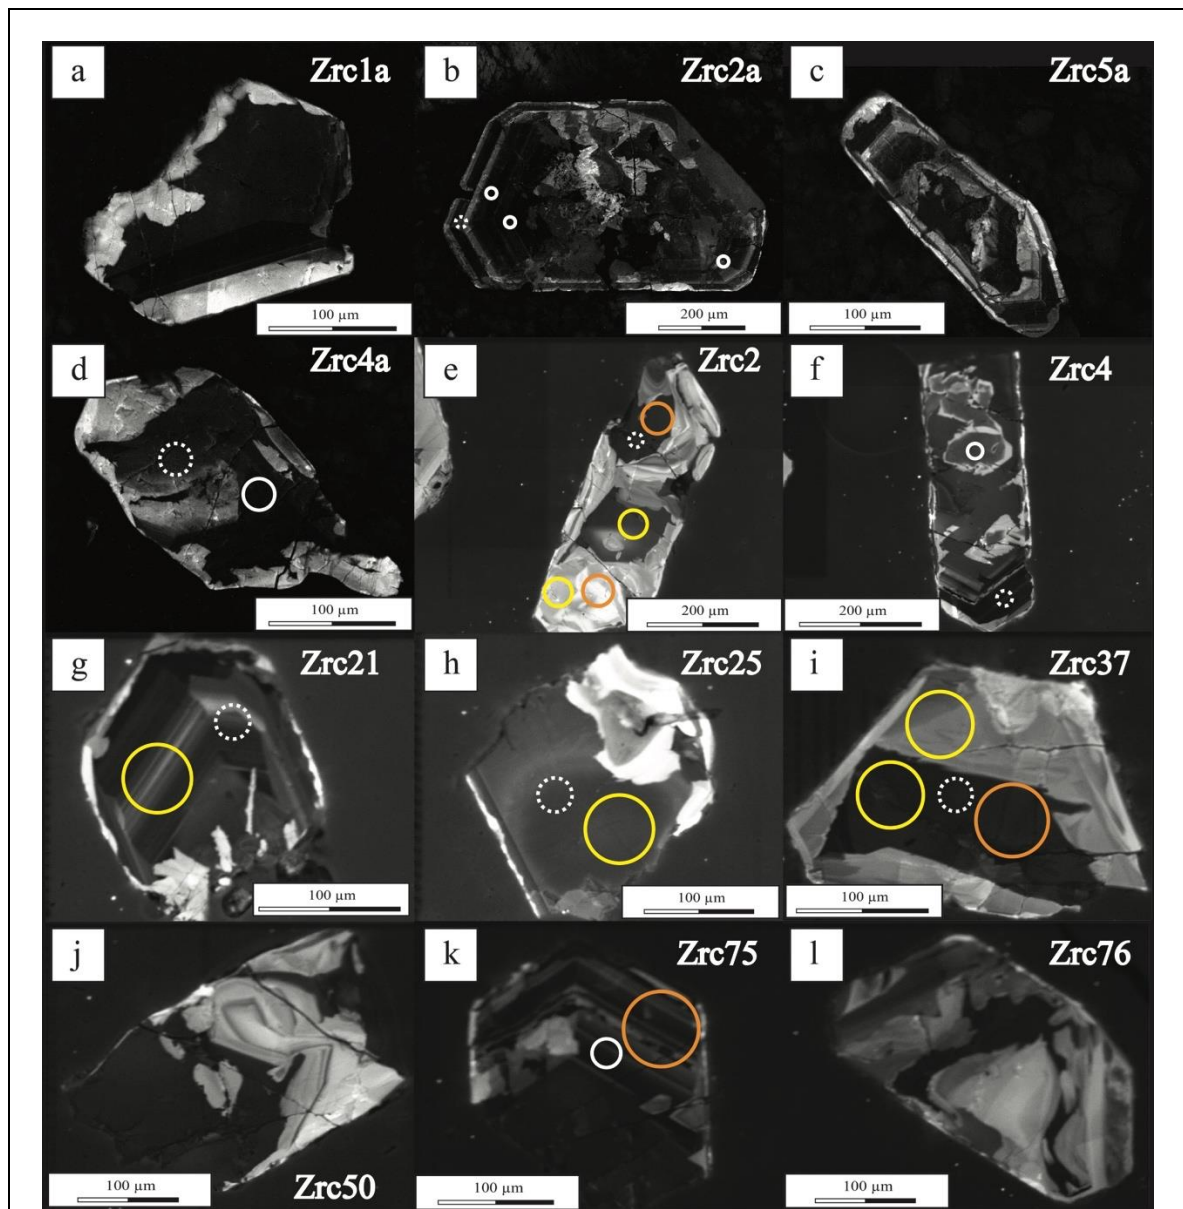 a Zrc1a
100 µm
b Zrc2a
200 µm
c Zrc5a
100 µm
d Zrc4a
100 µm
e Zrc2
200 µm
f Zrc4
200 µm
g Zrc21
100 µm
h Zrc25
100 µm
i Zrc37
100 µm
j
100 µm
Zrc50
k Zrc75
100 µm
l Zrc76
100 µm